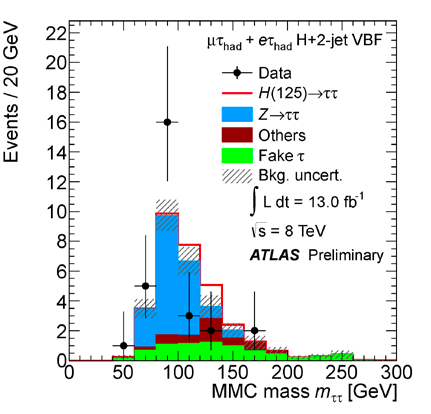 μτhad + eτhad H+2-jet VBF
Data
H(125)→ττ
Z→ττ
Others
Fake τ
Bkg. uncert.
∫ L dt = 13.0 fb-1
√s = 8 TeV
ATLAS Preliminary
Events / 20 GeV
22
20
18
16
14
12
10
8
6
4
2
0
0 50 100 150 200 250 300
MMC mass mττ [GeV]